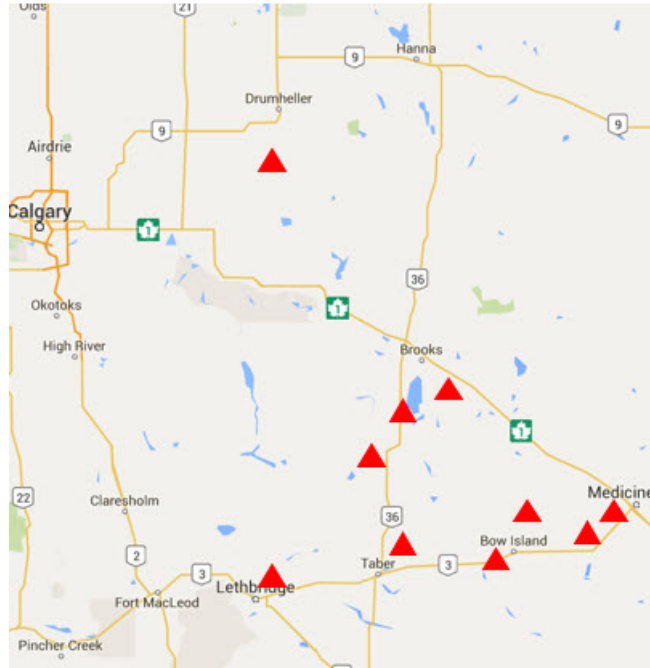 Olds
21
Hanna
9
Drumheller
9
9
Airdrie
Calgary
1
36
Okotoks
1
High River
Brooks
1
22
Claresholm
Medicine
36
Bow Island
2
3
Taber
3
Lethbridge
Fort MacLeod
Pincher Creek